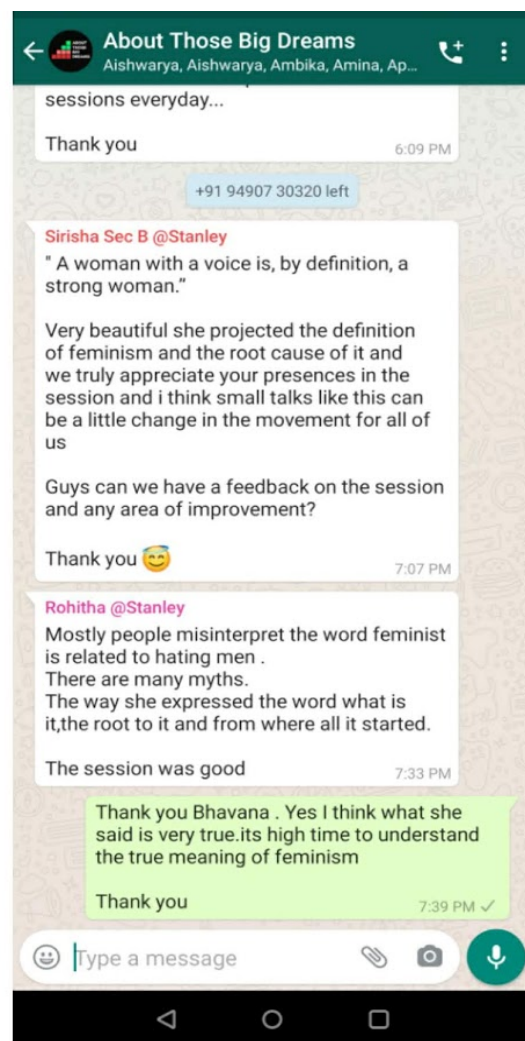 About Those Big Dreams
Aishwarya, Aishwarya, Ambika, Amina, Ap...
sessions everyday...
Thank you
6:09 PM
+91 94907 30320 left
Sirisha Sec B @Stanley
" A woman with a voice is, by definition, a
strong woman.”
Very beautiful she projected the definition
of feminism and the root cause of it and
we truly appreciate your presences in the
session and i think small talks like this can
be a little change in the movement for all of
us
Guys can we have a feedback on the session
and any area of improvement?
Thank you 😇
7:07 PM
Rohitha @Stanley
Mostly people misinterpret the word feminist
is related to hating men .
There are many myths.
The way she expressed the word what is
it,the root to it and from where all it started.
The session was good
7:33 PM
Thank you Bhavana . Yes I think what she
said is very true.its high time to understand
the true meaning of feminism
Thank you
7:39 PM
Type a message